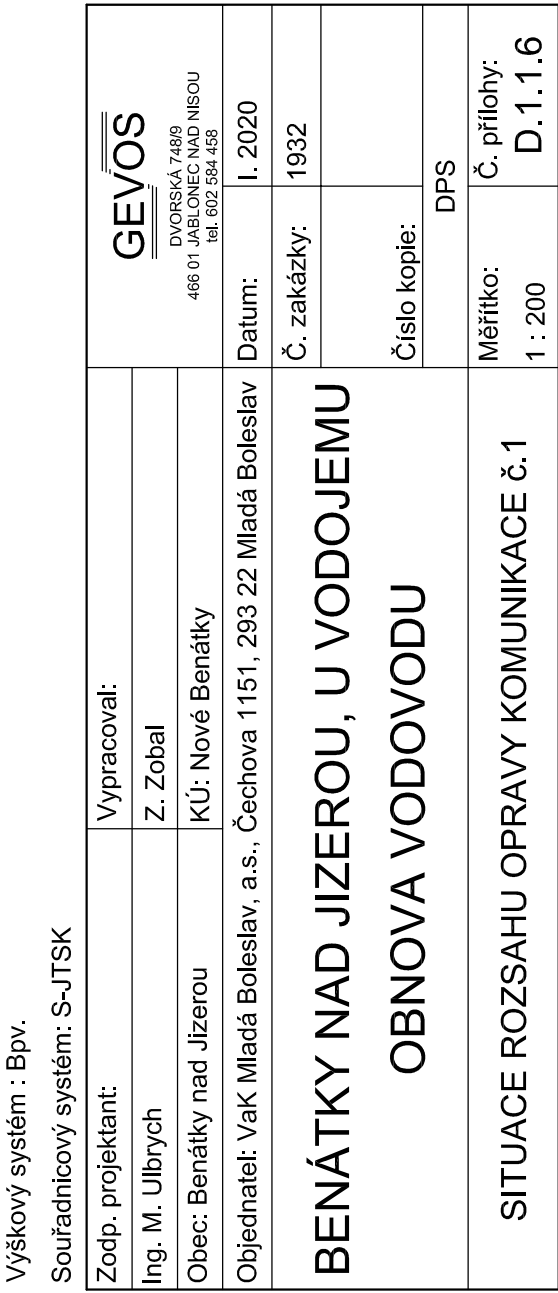 Výškový systém : Bpv.
Souřadnicový systém: S-JTSK
Zodp. projektant:
Vypracoval:
Ing. M. Ulbrych
Z. Zobal
Obec: Benátky nad Jizerou
KÚ: Nové Benátky
GEVOS
DVORSKÁ 748/9
466 01 JABLONEC NAD NISOU
tel. 602 584 458
Objednatel: VaK Mladá Boleslav, a.s., Čechova 1151, 293 22 Mladá Boleslav
Datum:
I. 2020
BENÁTKY NAD JIZEROU, U VODOJEMU
OBNOVA VODOVODU
Č. zakázky:
1932
Číslo kopie:
DPS
SITUACE ROZSAHU OPRAVY KOMUNIKACE č.1
Měřítko:
1 : 200
Č. přílohy:
D.1.1.6